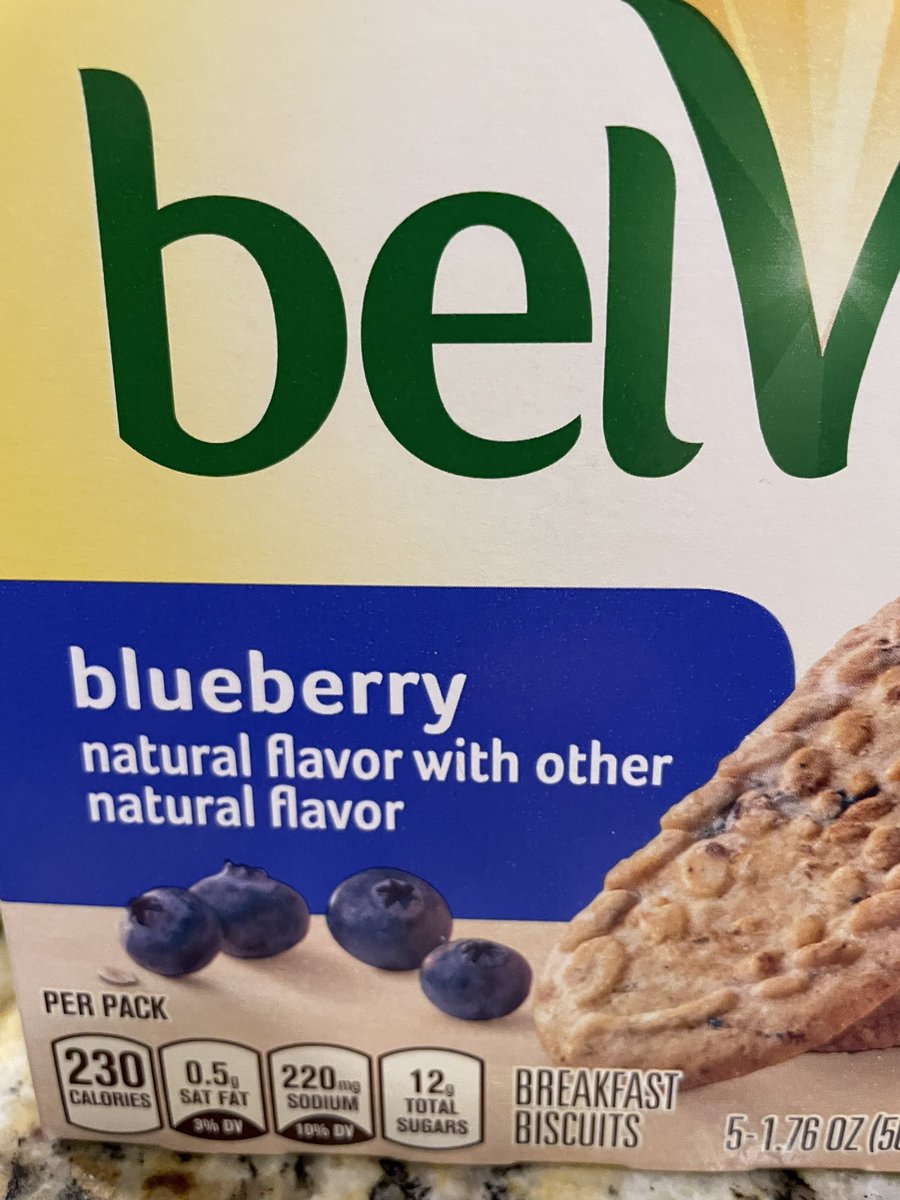 belV
blueberry
natural flavor with other
natural flavor
PER PACK
230 CALORIES
0.5g SAT FAT 3% DV
220mg SODIUM 10% DV
12g TOTAL SUGARS
BREAKFAST
BISCUITS
5-1.76 OZ (50